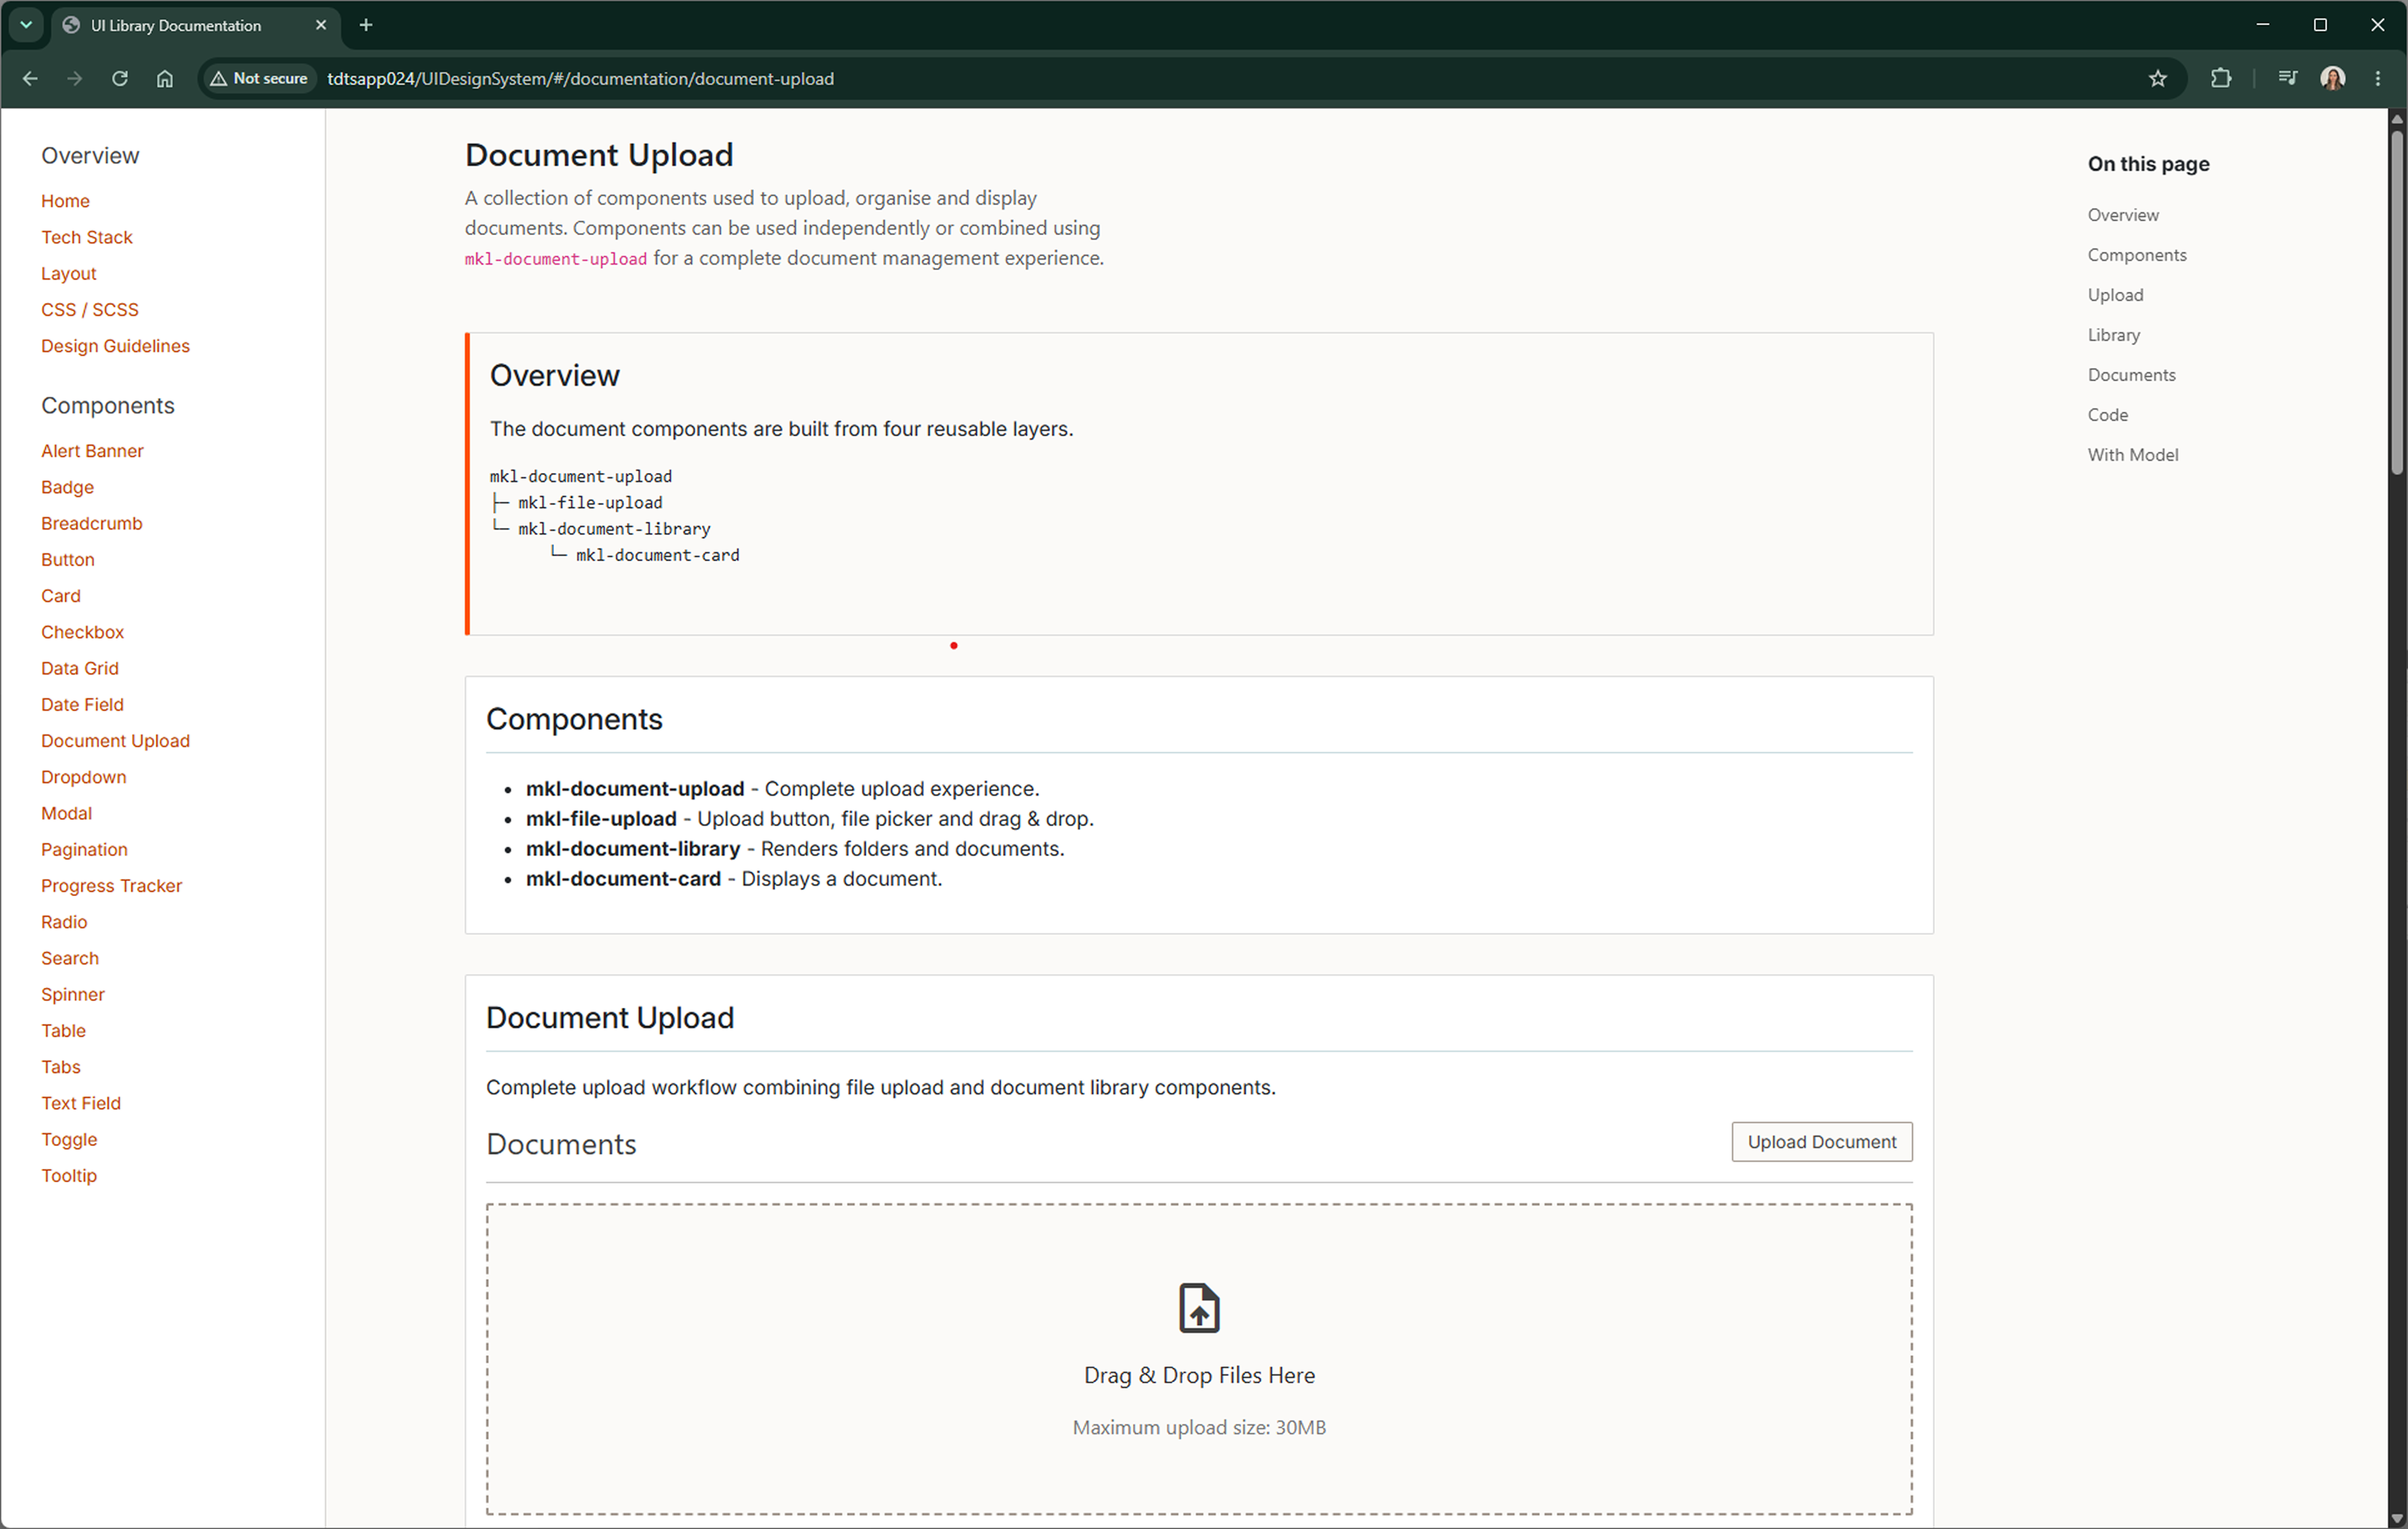 UI Library Documentation
Not secure
tdtsapp024/UIDesignSystem/#/documentation/document-upload
Overview
Home
Tech Stack
Layout
CSS / SCSS
Design Guidelines
Components
Alert Banner
Badge
Breadcrumb
Button
Card
Checkbox
Data Grid
Date Field
Document Upload
Dropdown
Modal
Pagination
Progress Tracker
Radio
Search
Spinner
Table
Tabs
Text Field
Toggle
Tooltip
Document Upload
A collection of components used to upload, organise and display
documents. Components can be used independently or combined using
mkl-document-upload for a complete document management experience.
Overview
The document components are built from four reusable layers.
mkl-document-upload
├─ mkl-file-upload
└─ mkl-document-library
└─ mkl-document-card
Components
• mkl-document-upload - Complete upload experience.
• mkl-file-upload - Upload button, file picker and drag & drop.
• mkl-document-library - Renders folders and documents.
• mkl-document-card - Displays a document.
Document Upload
Complete upload workflow combining file upload and document library components.
Documents
Upload Document
Drag & Drop Files Here
Maximum upload size: 30MB
On this page
Overview
Components
Upload
Library
Documents
Code
With Model